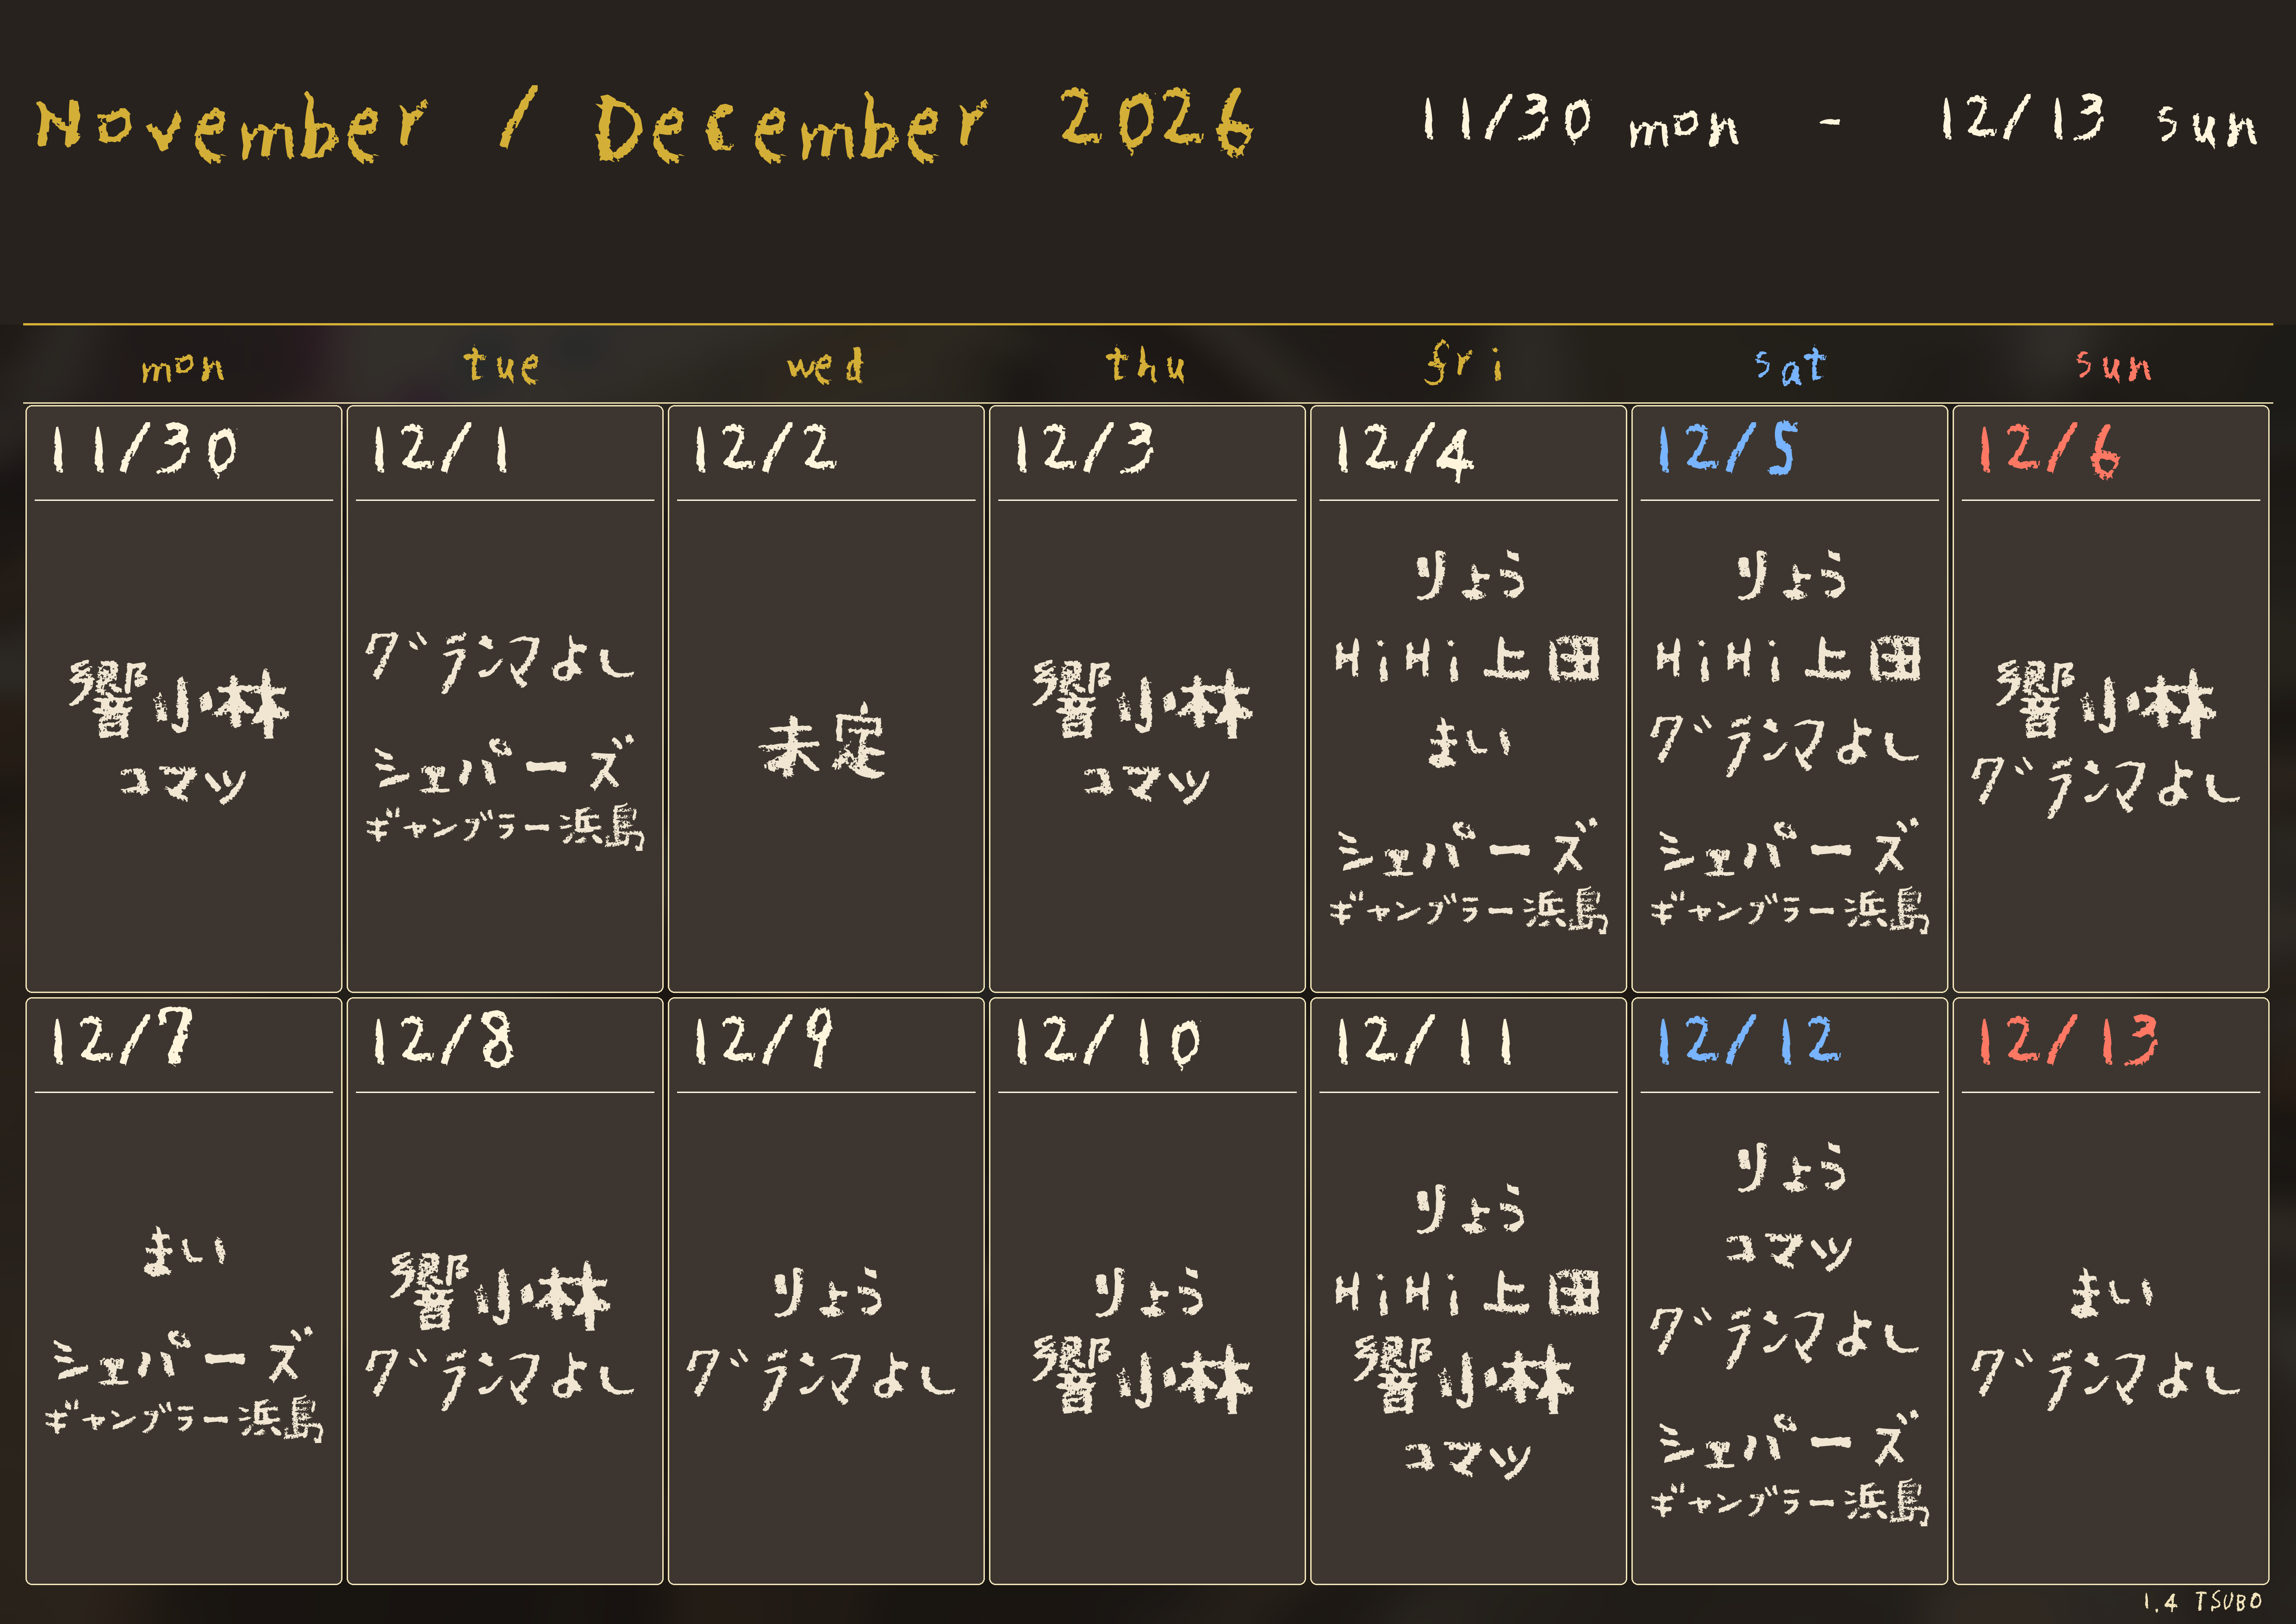 November / December 2026
11/30 mon - 12/13 sun
mon tue wed thu fri sat sun
11/30
響小林
コマツ
12/1
グランマよし
シェパーズ
ギャンブラー浜島
12/2
未定
12/3
響小林
コマツ
12/4
りょう
HiHi上田
まい
シェパーズ
ギャンブラー浜島
12/5
りょう
HiHi上田
グランマよし
シェパーズ
ギャンブラー浜島
12/6
響小林
グランマよし
12/7
まい
シェパーズ
ギャンブラー浜島
12/8
響小林
グランマよし
12/9
りょう
グランマよし
12/10
りょう
響小林
12/11
りょう
HiHi上田
響小林
コマツ
12/12
りょう
コマツ
グランマよし
シェパーズ
ギャンブラー浜島
12/13
まい
グランマよし
1.4 TSUBO